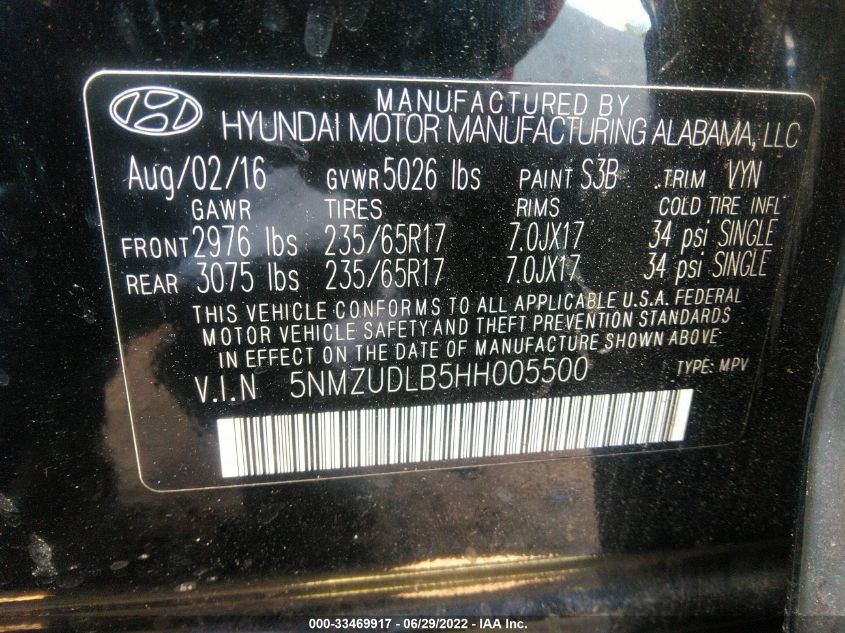 MANUFACTURED BY
HYUNDAI MOTOR MANUFACTURING ALABAMA, LLC
Aug/02/16 GVWR 5026 lbs PAINT S3B .TRIM VYN
GAWR TIRES RIMS COLD TIRE INFL
FRONT 2976 lbs 235/65R17 7.0JX17 34 psi SINGLE
REAR 3075 lbs 235/65R17 7.0JX17 34 psi SINGLE
THIS VEHICLE CONFORMS TO ALL APPLICABLE U.S.A. FEDERAL
MOTOR VEHICLE SAFETY AND THEFT PREVENTION STANDARDS
IN EFFECT ON THE DATE OF MANUFACTURE SHOWN ABOVE
V.I.N 5NMZUDLB5HH005500 TYPE: MPV
000-33469917 - 06/29/2022 - © IAA Inc.